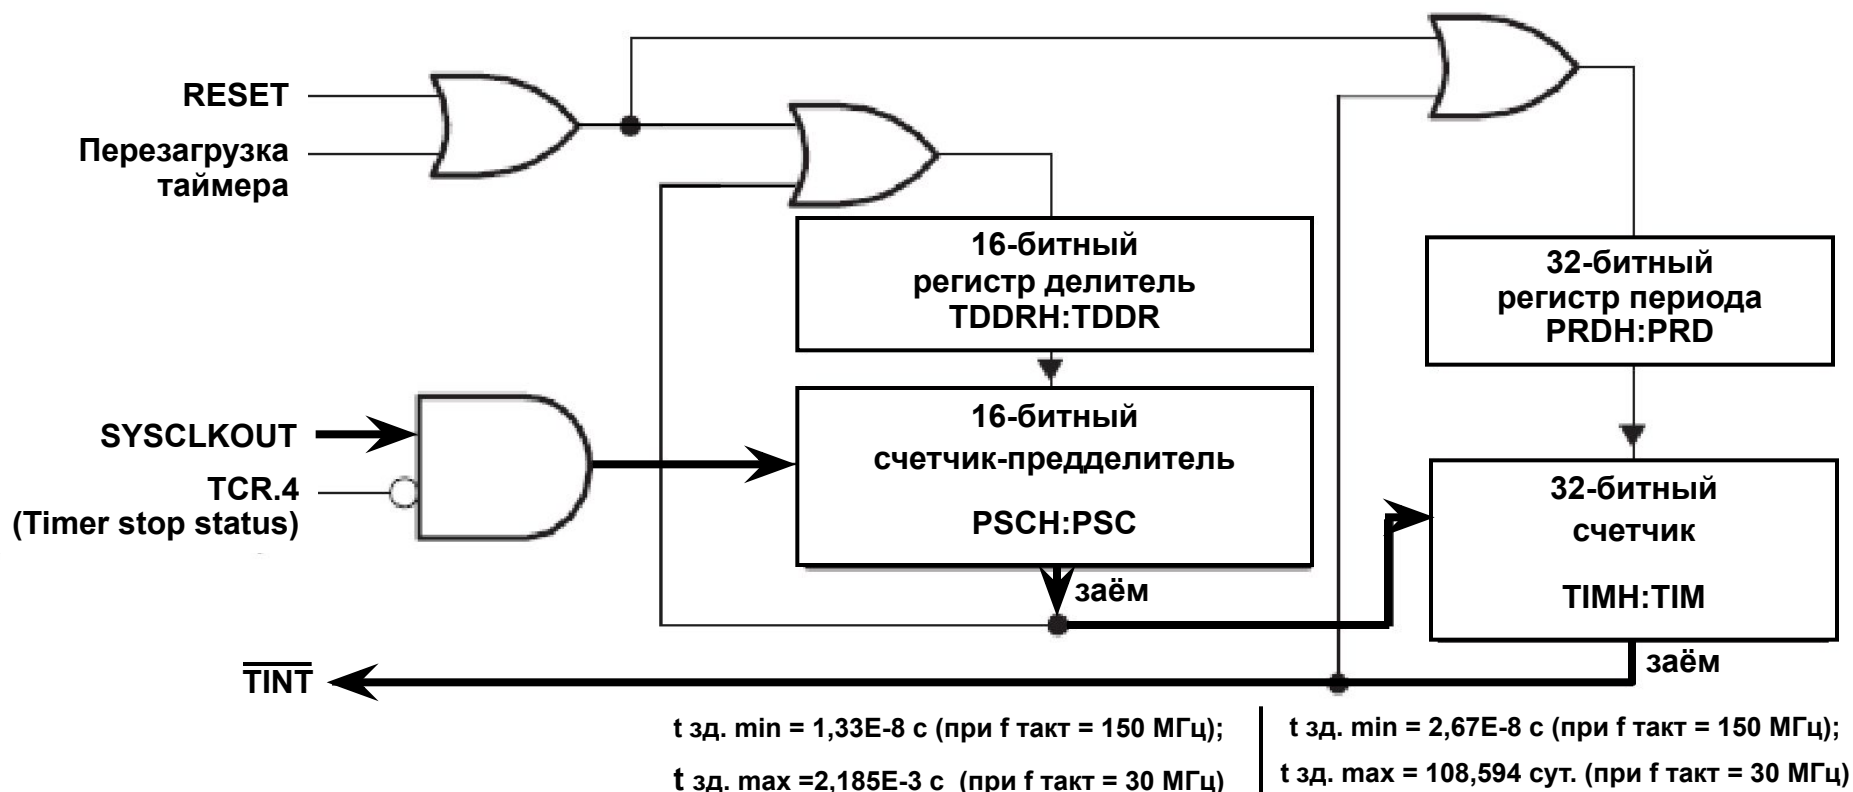 RESET
Перезагрузка
таймера
16-битный
регистр делитель
TDDRH:TDDR
32-битный
регистр периода
PRDH:PRD
SYSCLKOUT
TCR.4
(Timer stop status)
16-битный
счетчик-предделитель
PSCH:PSC
заём
32-битный
счетчик
TIMH:TIM
заём
TINT
t зд. min = 1,33E-8 с (при f такт = 150 МГц);
t зд. max =2,185E-3 с (при f такт = 30 МГц)
t зд. min = 2,67E-8 с (при f такт = 150 МГц);
t зд. max = 108,594 сут. (при f такт = 30 МГц)